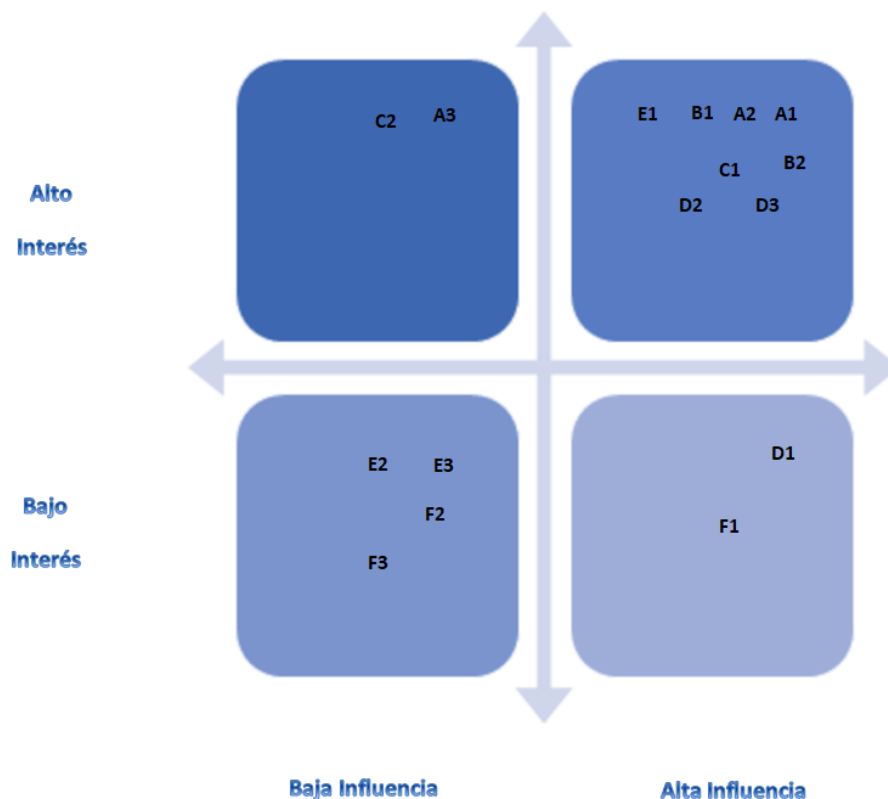 E1 B1 A2 A1
C2 A3
B2
C1
D2 D3
Alto
Interés
D1
E2 E3
F2
F1
F3
Bajo
Interés
Baja Influencia
Alta Influencia